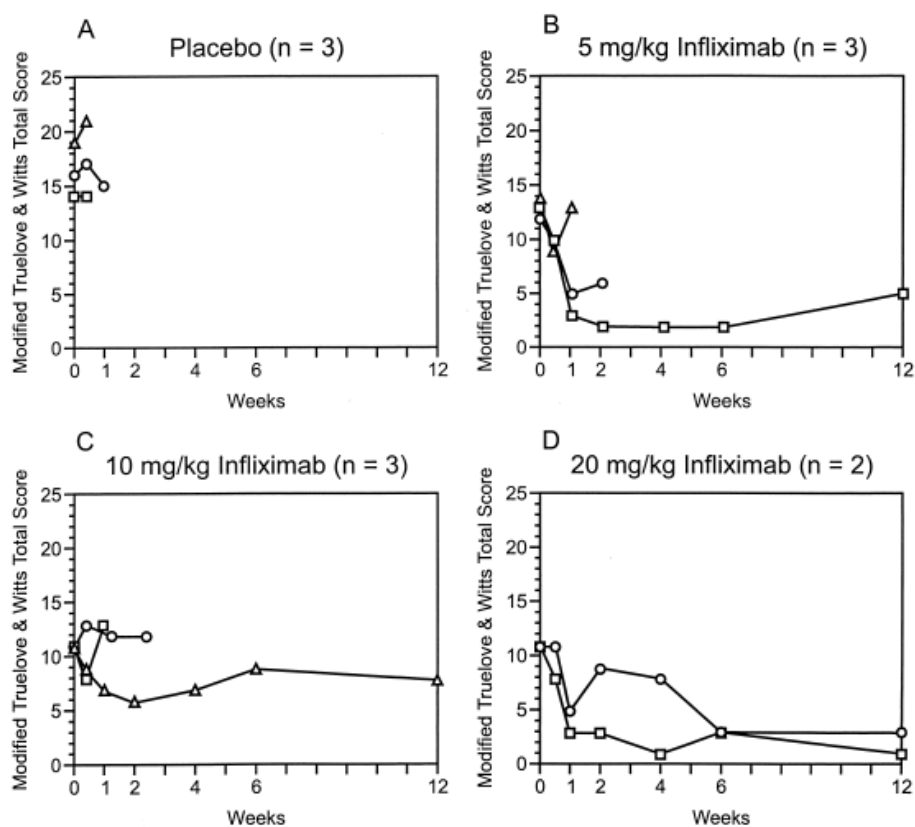 A
Placebo (n = 3)
Modified Truelove & Witts Total Score
25
20
15
10
5
0
0 1 2 4 6 12
Weeks
B
5 mg/kg Infliximab (n = 3)
Modified Truelove & Witts Total Score
25
20
15
10
5
0
0 1 2 4 6 12
Weeks
C
10 mg/kg Infliximab (n = 3)
Modified Truelove & Witts Total Score
25
20
15
10
5
0
0 1 2 4 6 12
Weeks
D
20 mg/kg Infliximab (n = 2)
Modified Truelove & Witts Total Score
25
20
15
10
5
0
0 1 2 4 6 12
Weeks